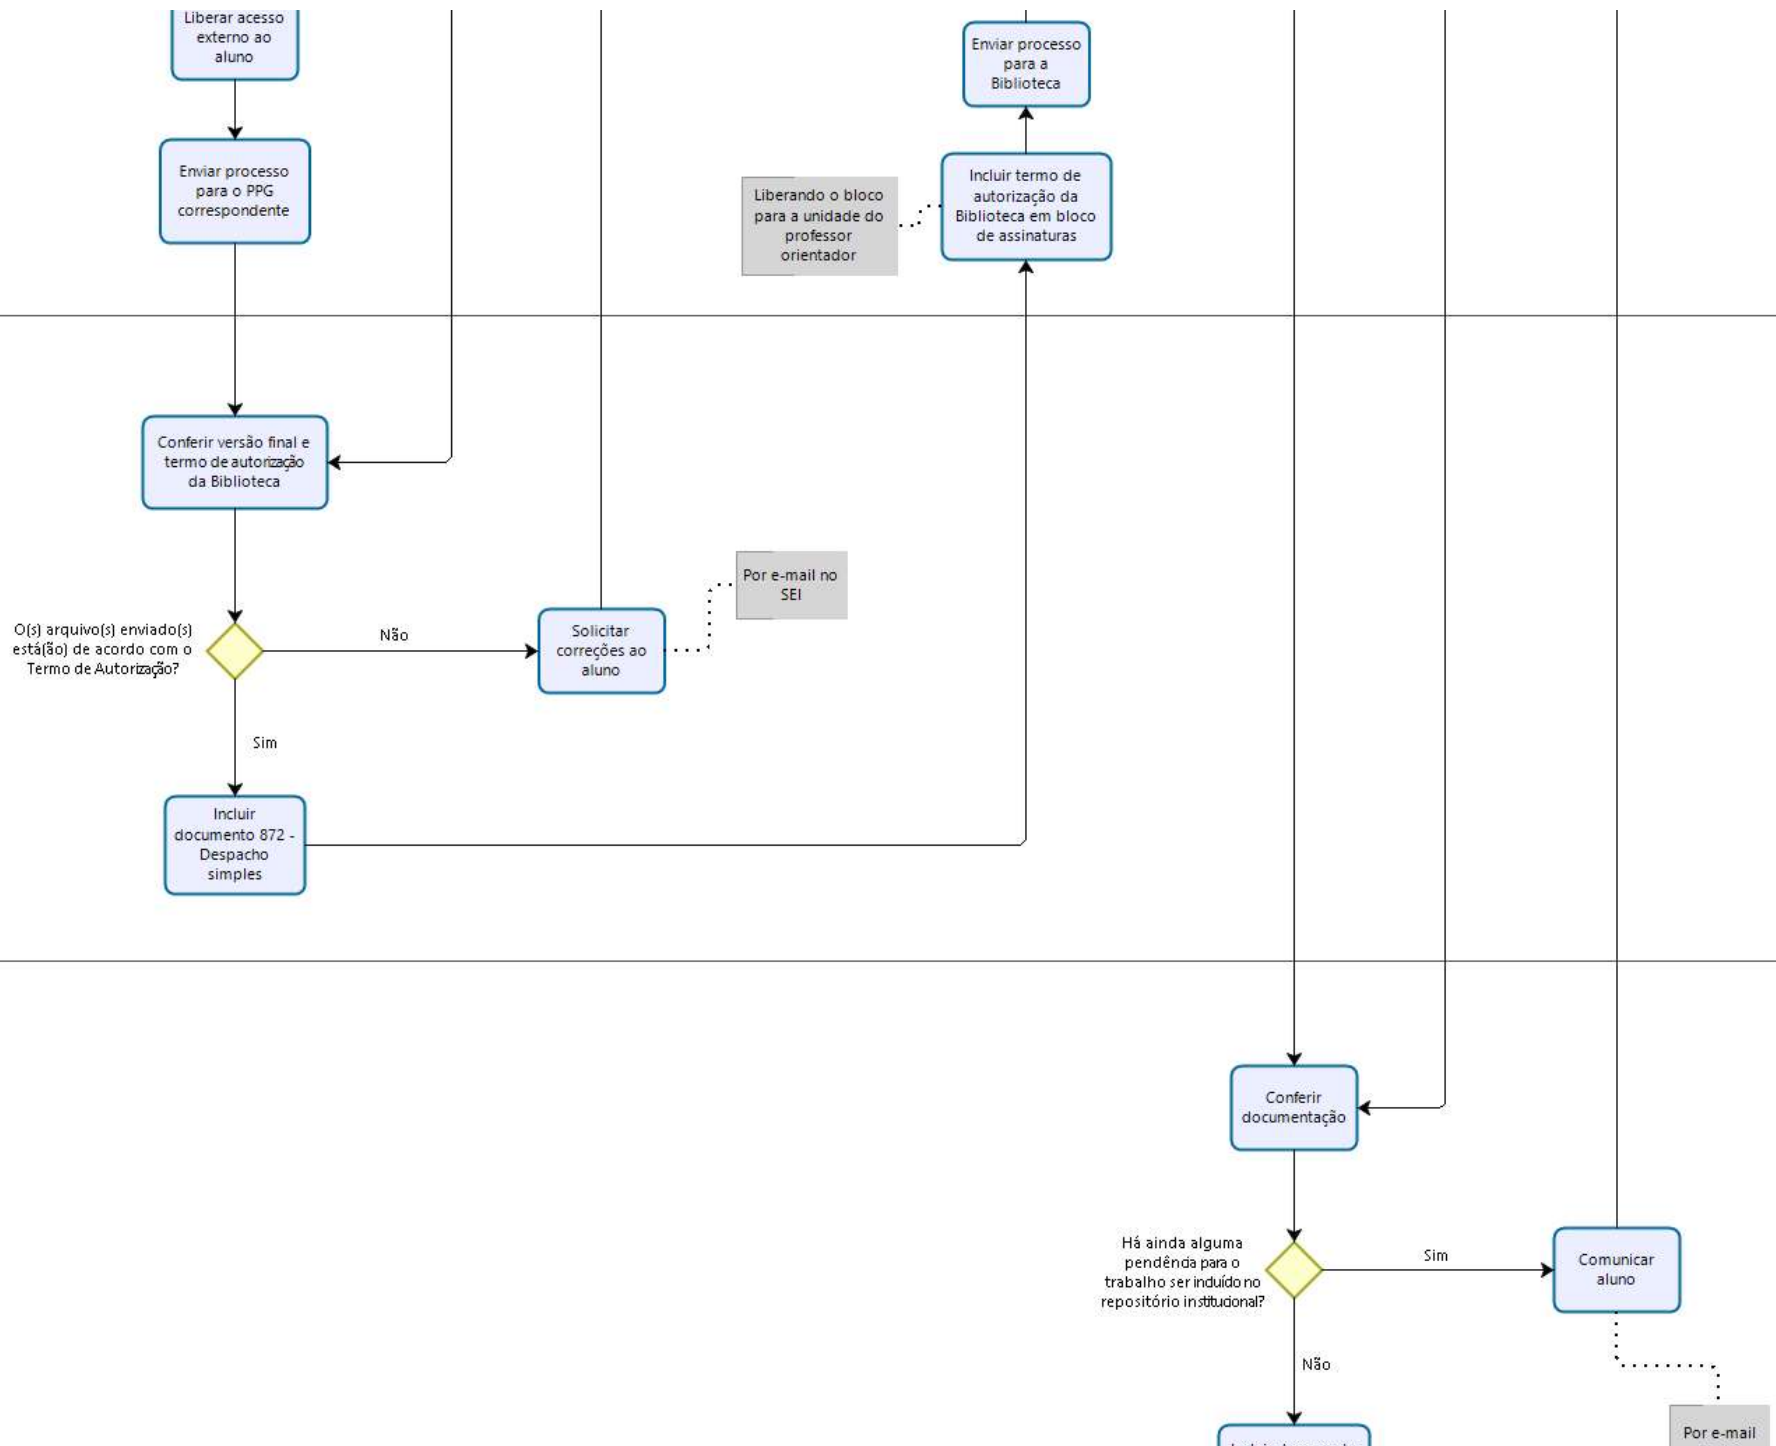 Liberar acesso
externo ao
aluno
Enviar processo
para a
Biblioteca
Enviar processo
para o PPG
correspondente
Liberando o bloco
para a unidade do
professor
orientador
Incluir termo de
autorização da
Biblioteca em bloco
de assinaturas
Conferir versão final e
termo de autorização
da Biblioteca
Por e-mail no
SEI
O(s) arquivo(s) enviado(s)
está(ão) de acordo com o
Termo de Autorização?
Não
Solicitar
correções ao
aluno
Sim
Incluir
documento 872 -
Despacho
simples
Conferir
documentação
Há ainda alguma
pendência para o
trabalho ser incluído no
repositório institucional?
Sim
Comunicar
aluno
Não
Por e-mail